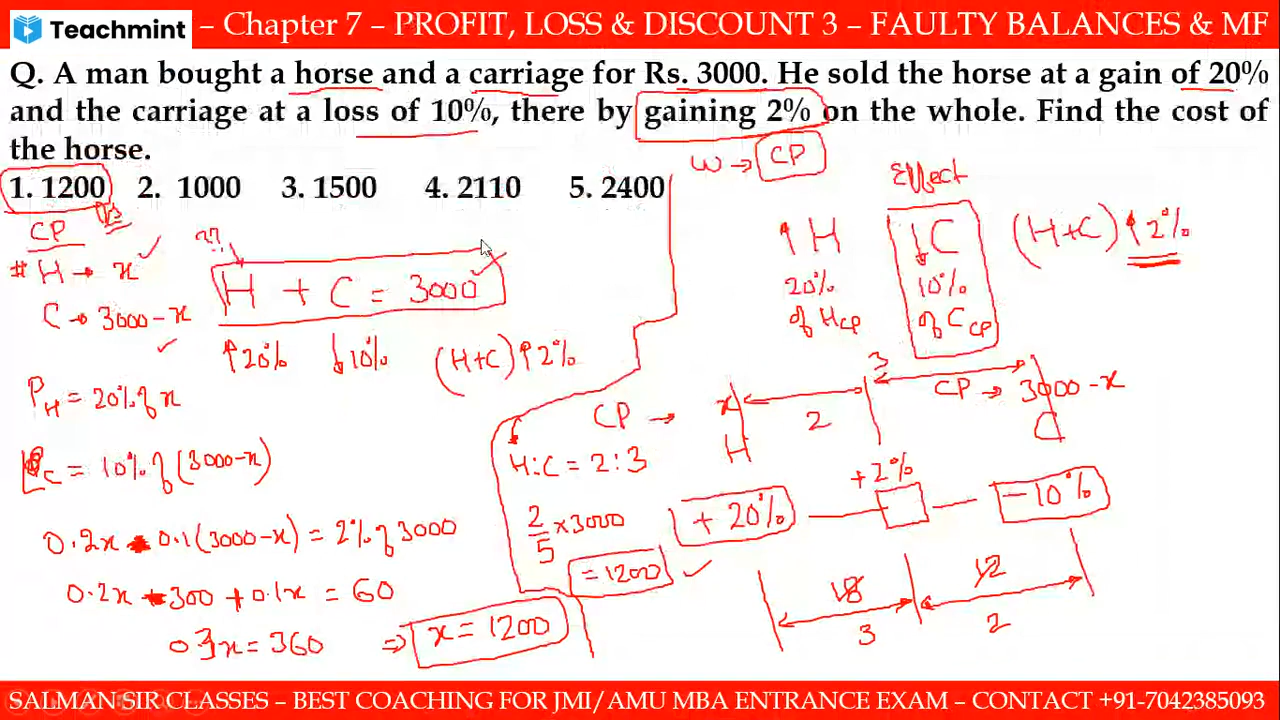 Teachmint – Chapter 7 – PROFIT, LOSS & DISCOUNT 3 – FAULTY BALANCES & MF
Q. A man bought a horse and a carriage for Rs. 3000. He sold the horse at a gain of 20%
and the carriage at a loss of 10%, there by gaining 2% on the whole. Find the cost of
the horse.
1. 1200 2. 1000 3. 1500 4. 2110 5. 2400
CP
# H → x
C → 3000-x
P_H = 20% of x
_C = 10% of (3000-x)
0.2x - 0.1(3000-x) = 2% of 3000
0.2x - 300 + 0.1x = 60
0.3x = 360 ⇒ x = 1200
??
H + C = 3000
↑20% ↓10% (H+C)↑2%
W → CP
Effect
↑H ↓C (H+C)↑2%
20% 10%
of H_CP of C_CP
CP → x 2 3 CP → 3000-x
H C
H:C = 2:3
2/5 x 3000
= 1200
+2%
+20% -10%
18 12
3 2
SALMAN SIR CLASSES – BEST COACHING FOR JMI/AMU MBA ENTRANCE EXAM – CONTACT +91-7042385093